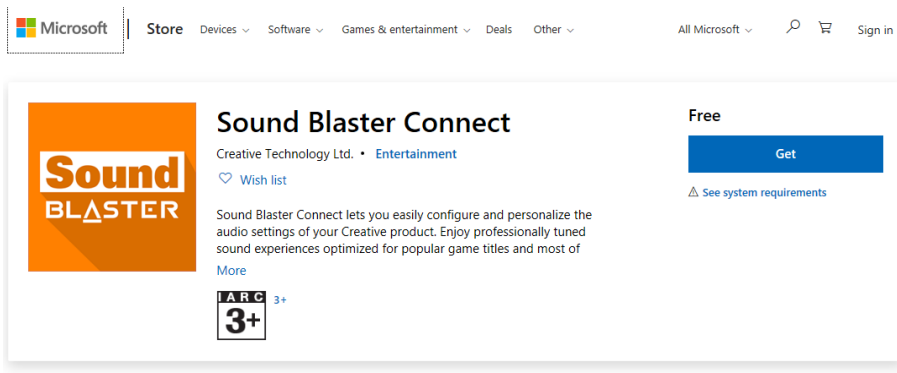 Microsoft Store Devices Software Games & entertainment Deals Other All Microsoft Sign in
Sound BLASTER
Sound Blaster Connect
Creative Technology Ltd. • Entertainment
Wish list
Sound Blaster Connect lets you easily configure and personalize the
audio settings of your Creative product. Enjoy professionally tuned
sound experiences optimized for popular game titles and most of
More
IARC
3+
3+
Free
Get
See system requirements